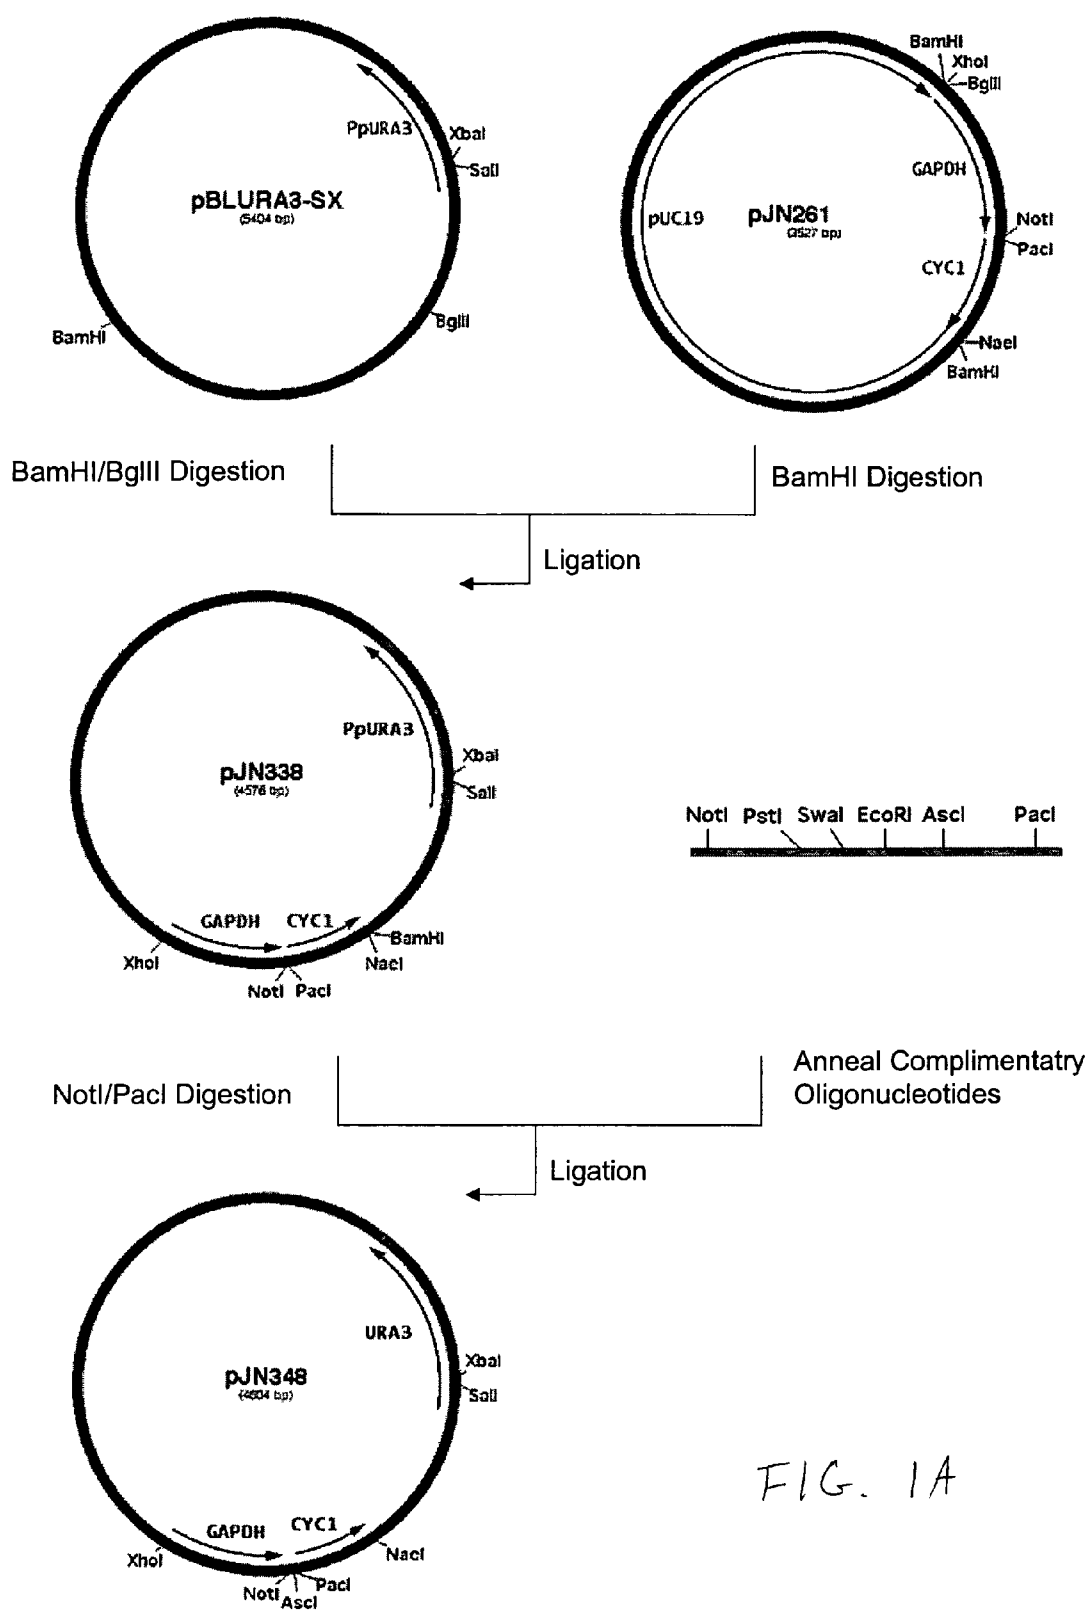 PpURA3
XbaI
SalI
pBLURA3-SX
(5404 bp)
BglII
BamHI
BamHI
XhoI
BglII
GAPDH
pUC19
pJN261
(3527 bp)
NotI
PacI
CYC1
NaeI
BamHI
BamHI/BglII Digestion
BamHI Digestion
Ligation
PpURA3
XbaI
SalI
pJN338
(4576 bp)
GAPDH CYC1
BamHI
XhoI
NacI
NotI PacI
NotI PstI SwaI EcoRI AscI PacI
NotI/PacI Digestion
Anneal Complimentatry
Oligonucleotides
Ligation
URA3
XbaI
SalI
pJN348
(4604 bp)
GAPDH CYC1
XhoI
NacI
NotI
AscI
PacI
FIG. 1A